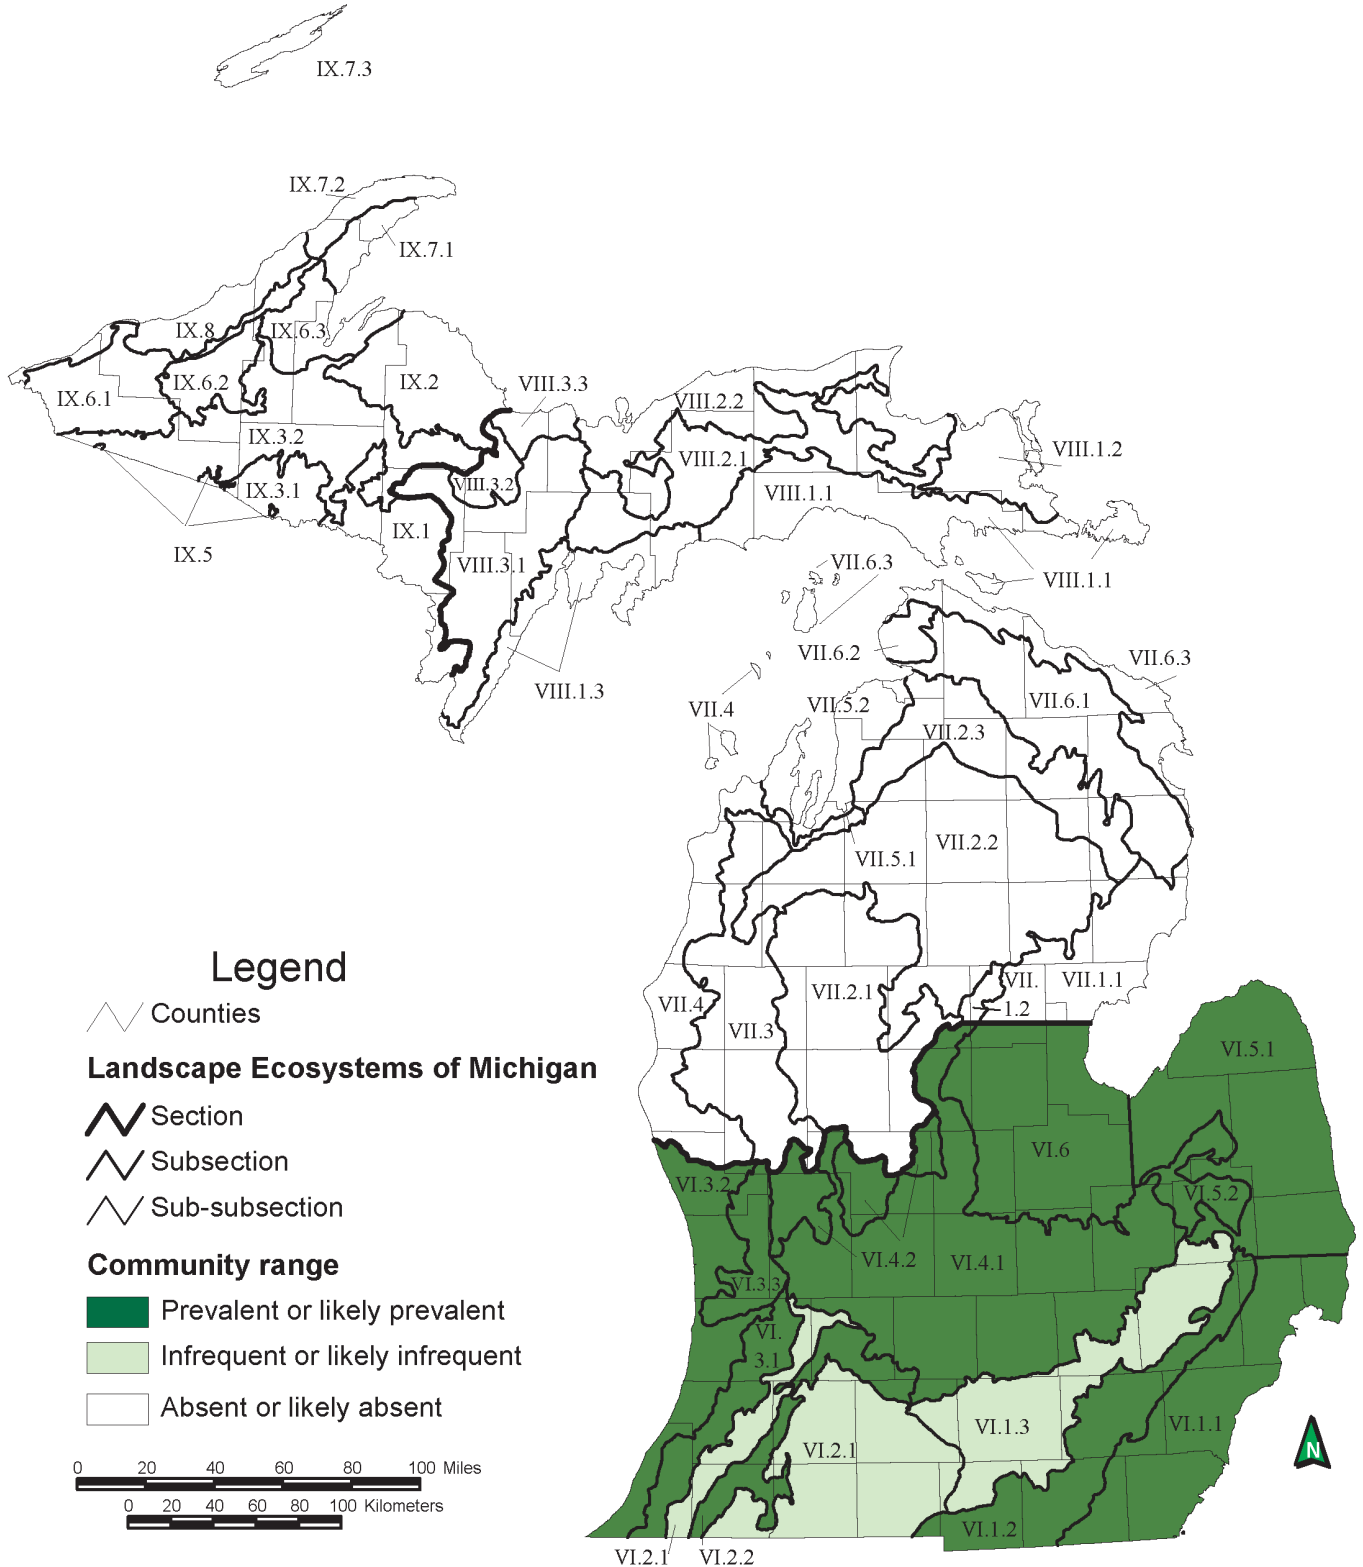 IX.7.3
IX.7.2
IX.7.1
IX.8
IX.6.3
IX.6.1
IX.6.2
IX.2
VIII.3.3
VIII.2.2
IX.3.2
VIII.2.1
VIII.1.2
IX.3.1
VIII.3.2
VIII.1.1
IX.1
IX.5
VIII.3.1
VII.6.3
VIII.1.1
VII.6.2
VII.6.3
VIII.1.3
VII.4
VII.5.2
VII.6.1
VII.2.3
VII.5.1
VII.2.2
VII.4
VII.3
VII.2.1
VII.
1.2
VII.1.1
VI.5.1
VI.6
VI.3.2
VI.5.2
VI.4.2
VI.4.1
VI.3.3
VI.
3.1
VI.1.3
VI.1.1
VI.2.1
VI.1.2
VI.2.1
VI.2.2
Legend
Counties
Landscape Ecosystems of Michigan
Section
Subsection
Sub-subsection
Community range
Prevalent or likely prevalent
Infrequent or likely infrequent
Absent or likely absent
0 20 40 60 80 100 Miles
0 20 40 60 80 100 Kilometers
N